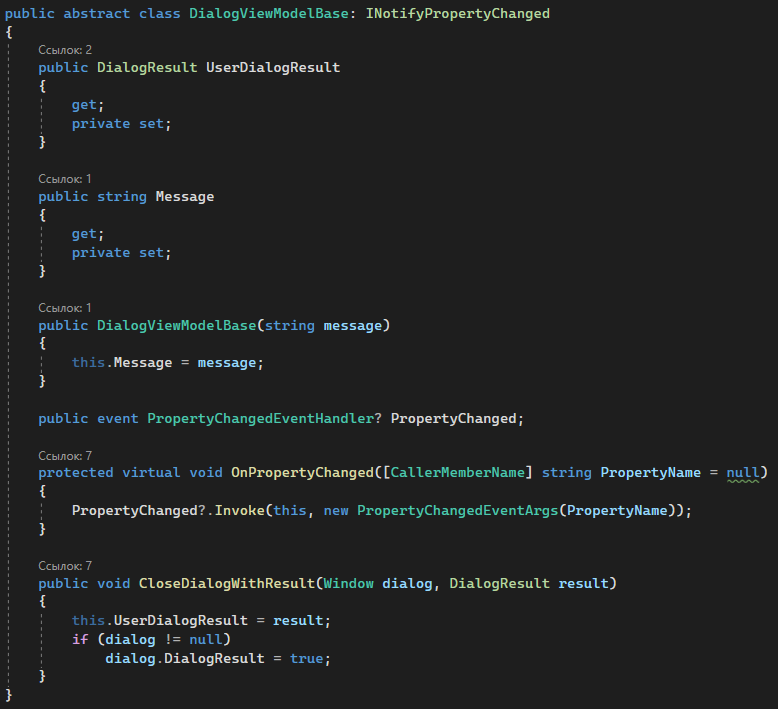 public abstract class DialogViewModelBase: INotifyPropertyChanged
{
Ссылок: 2
public DialogResult UserDialogResult
{
get;
private set;
}
Ссылок: 1
public string Message
{
get;
private set;
}
Ссылок: 1
public DialogViewModelBase(string message)
{
this.Message = message;
}
public event PropertyChangedEventHandler? PropertyChanged;
Ссылок: 7
protected virtual void OnPropertyChanged([CallerMemberName] string PropertyName = null)
{
PropertyChanged?.Invoke(this, new PropertyChangedEventArgs(PropertyName));
}
Ссылок: 7
public void CloseDialogWithResult(Window dialog, DialogResult result)
{
this.UserDialogResult = result;
if (dialog != null)
dialog.DialogResult = true;
}
}